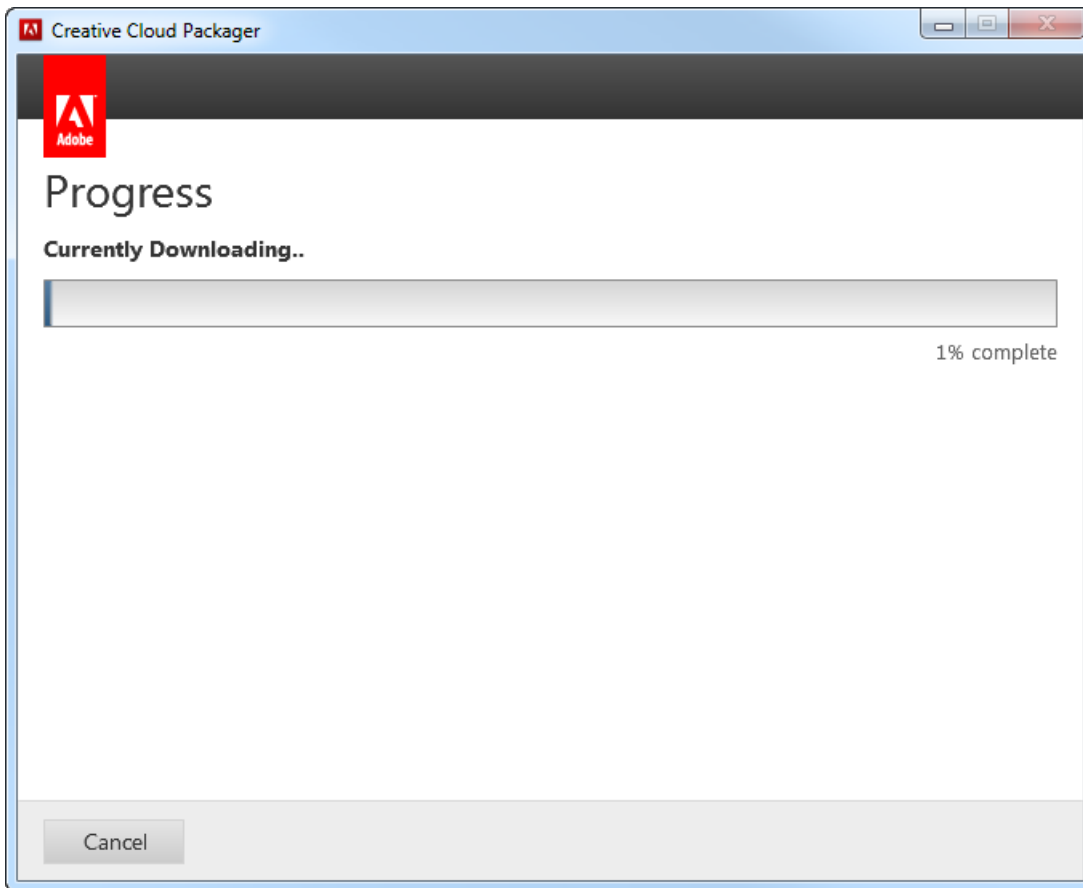 Creative Cloud Packager
Adobe
Progress
Currently Downloading..
1% complete
Cancel